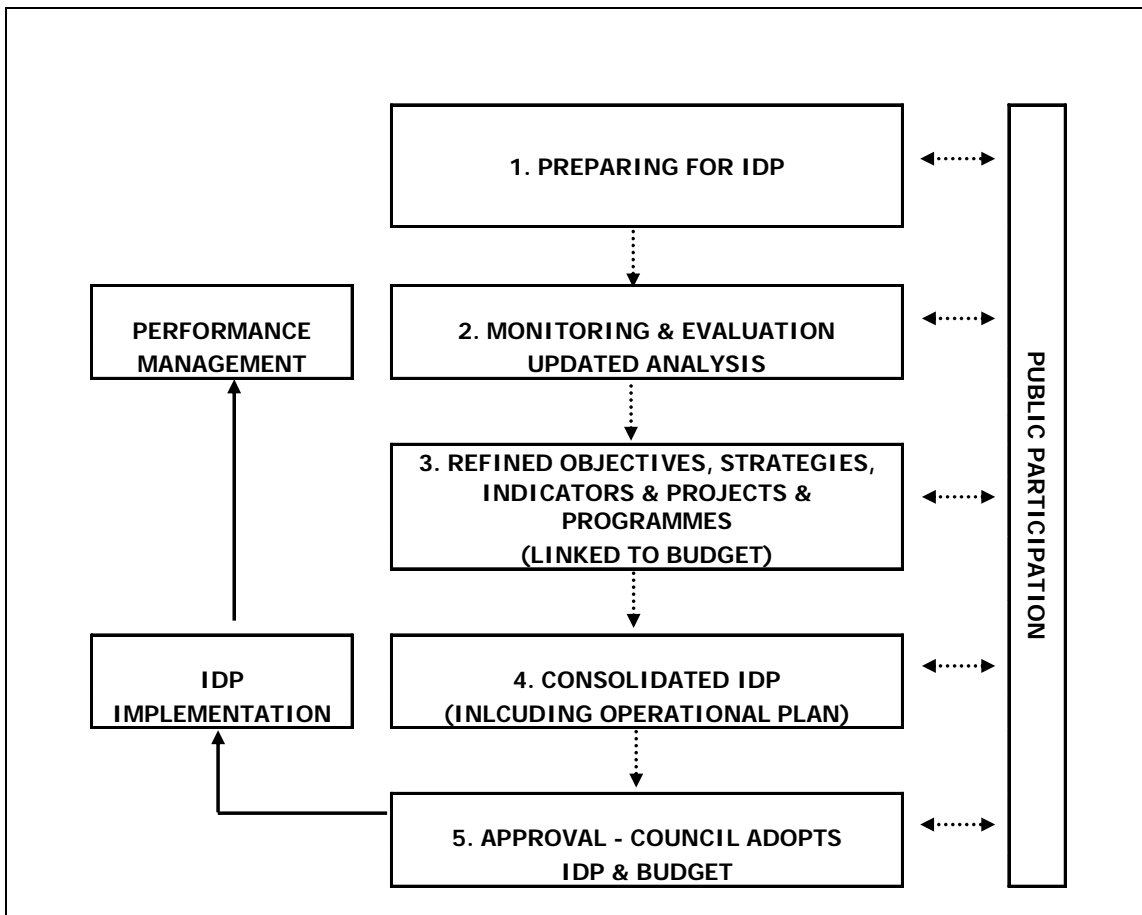 1. PREPARING FOR IDP
PERFORMANCE
MANAGEMENT
2. MONITORING & EVALUATION
UPDATED ANALYSIS
3. REFINED OBJECTIVES, STRATEGIES,
INDICATORS & PROJECTS &
PROGRAMMES
(LINKED TO BUDGET)
IDP
IMPLEMENTATION
4. CONSOLIDATED IDP
(INLCUDING OPERATIONAL PLAN)
5. APPROVAL - COUNCIL ADOPTS
IDP & BUDGET
PUBLIC PARTICIPATION